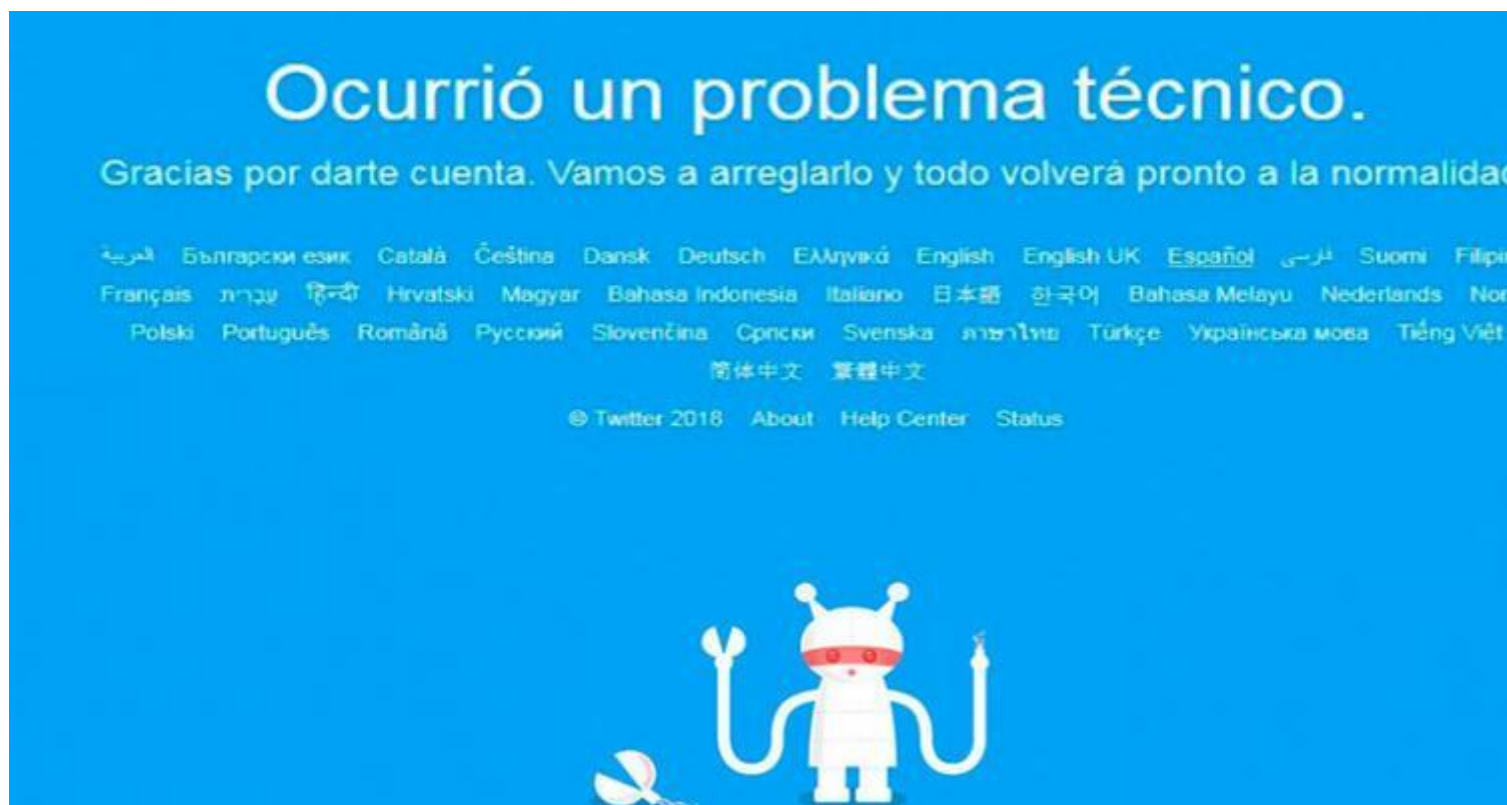 Ocurrió un problema técnico.
Gracias por darte cuenta. Vamos a arreglarlo y todo volverá pronto a la normalidad
العربية Български език Català Čeština Dansk Deutsch Ελληνικά English English UK Español فارسی Suomi
Français עִבְרִית हिन्दी Hrvatski Magyar Bahasa Indonesia Italiano 日本語 한국어 Bahasa Melayu Nederlands
Polski Português Română Русский Slovenčina Српски Svenska ภาษาไทย Türkçe Українська мова Tiếng Việt
简体中文 繁體中文
© Twitter 2018 About Help Center Status